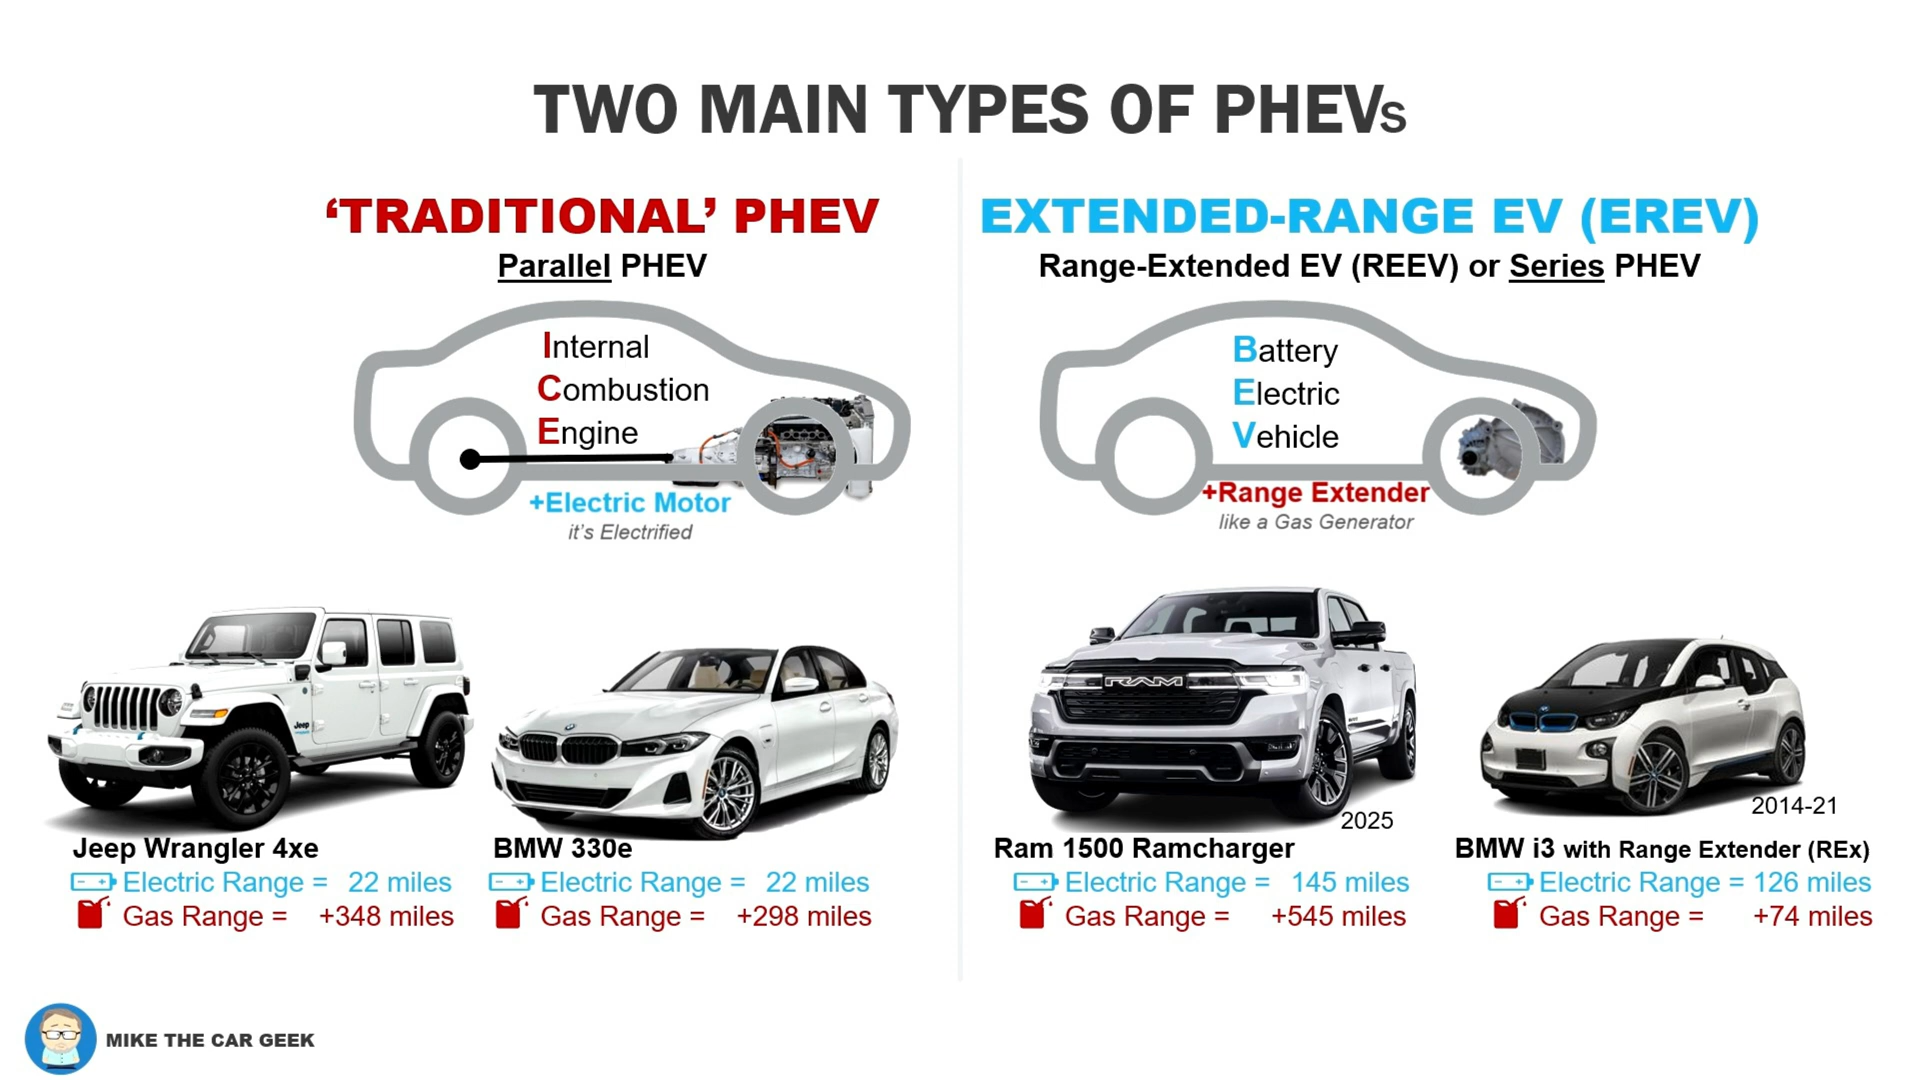 TWO MAIN TYPES OF PHEVs
‘TRADITIONAL’ PHEV
Parallel PHEV
Internal
Combustion
Engine
+Electric Motor
it’s Electrified
Jeep
Jeep Wrangler 4xe
Electric Range = 22 miles
Gas Range = +348 miles
BMW 330e
Electric Range = 22 miles
Gas Range = +298 miles
EXTENDED-RANGE EV (EREV)
Range-Extended EV (REEV) or Series PHEV
Battery
Electric
Vehicle
+Range Extender
like a Gas Generator
RAM
2025
Ram 1500 Ramcharger
Electric Range = 145 miles
Gas Range = +545 miles
2014-21
BMW i3 with Range Extender (REx)
Electric Range = 126 miles
Gas Range = +74 miles
MIKE THE CAR GEEK